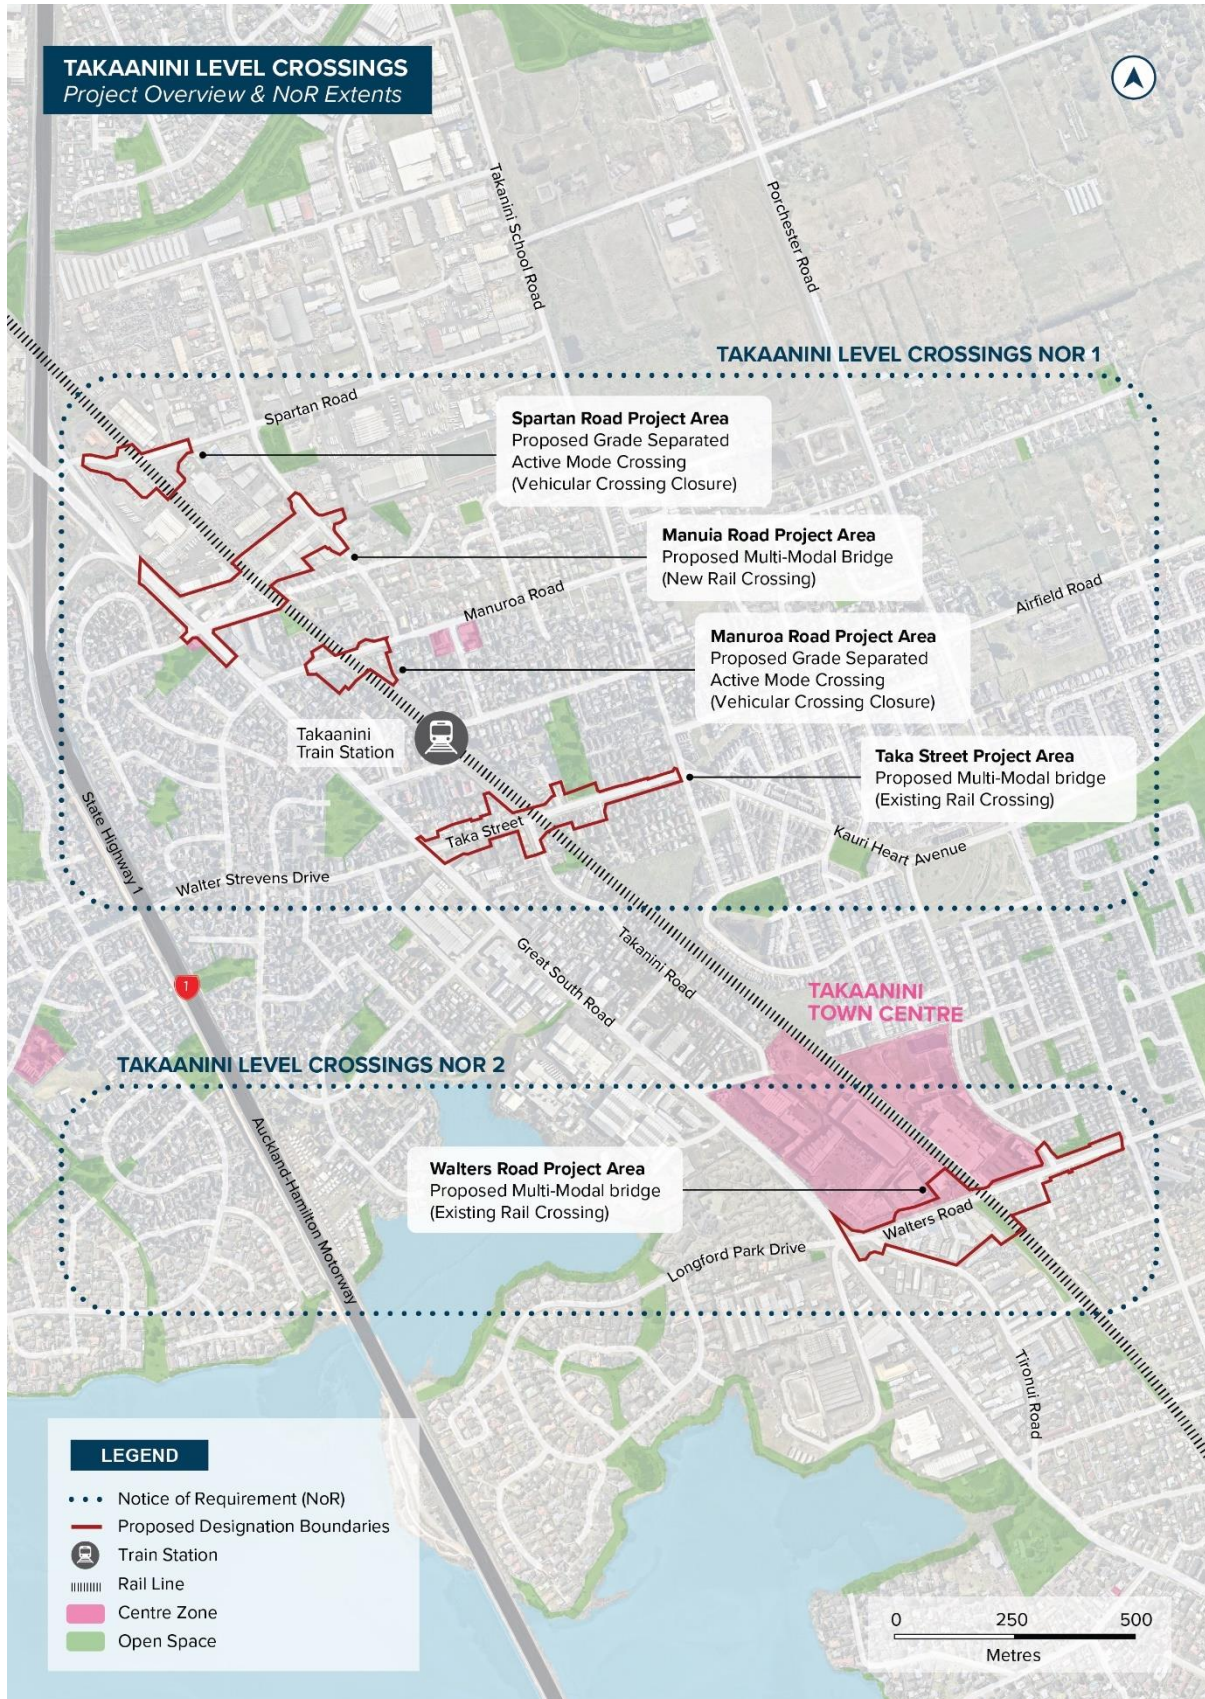 TAKAANINI LEVEL CROSSINGS
Project Overview & NoR Extents
Takanini School Road
Porchester Road
TAKAANINI LEVEL CROSSINGS NOR 1
Spartan Road
Spartan Road Project Area
Proposed Grade Separated
Active Mode Crossing
(Vehicular Crossing Closure)
Manuia Road Project Area
Proposed Multi-Modal Bridge
(New Rail Crossing)
Manuroa Road
Airfield Road
Manuroa Road Project Area
Proposed Grade Separated
Active Mode Crossing
(Vehicular Crossing Closure)
Takaanini
Train Station
Taka Street Project Area
Proposed Multi-Modal bridge
(Existing Rail Crossing)
State Highway 1
Taka Street
Kauri Heart Avenue
Walter Strevens Drive
Great South Road
Takanini Road
1
TAKAANINI
TOWN CENTRE
TAKAANINI LEVEL CROSSINGS NOR 2
Auckland-Hamilton Motorway
Walters Road Project Area
Proposed Multi-Modal bridge
(Existing Rail Crossing)
Walters Road
Longford Park Drive
Tironui Road
LEGEND
Notice of Requirement (NoR)
Proposed Designation Boundaries
Train Station
Rail Line
Centre Zone
Open Space
0 250 500
Metres